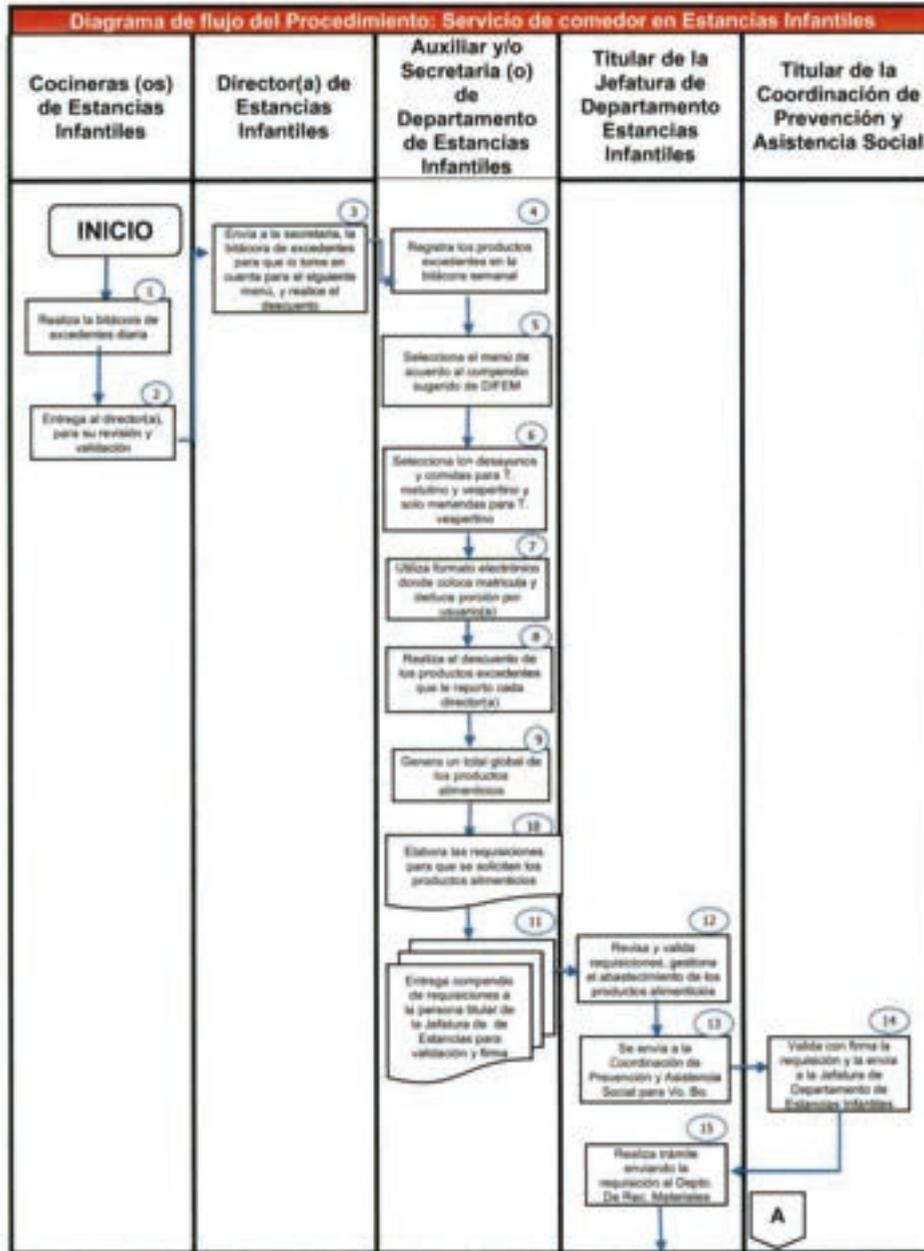 Diagrama de flujo del Procedimiento: Servicio de comedor en Estancias Infantiles
Cocineras (os)
de Estancias
Infantiles
Director(a) de
Estancias
Infantiles
Auxiliar y/o
Secretaria (o)
de
Departamento
de Estancias
Infantiles
Titular de la
Jefatura de
Departamento
Estancias
Infantiles
Titular de la
Coordinación de
Prevención y
Asistencia Social
INICIO
1
Realiza la bitácora de
excedentes diaria
2
Entrega al director(a),
para su revisión y
validación
3
Envía a la secretaria, la
bitácora de excedentes
para que lo tome en
cuenta para el siguiente
menú, y realice el
descuento
4
Registra los productos
excedentes en la
bitácora semanal
5
Selecciona el menú de
acuerdo al compendio
sugerido de DIFEM
6
Selecciona los desayunos
y comidas para T.
matutino y vespertino y
solo meriendas para T.
vespertino
7
Utiliza formato electrónico
donde coloca matricula y
deduce porción por
usuario(a)
8
Realiza el descuento de
los productos excedentes
que le reporto cada
director(a)
9
Genera un total global de
los productos
alimenticios
10
Elabora las requisiciones
para que se soliciten los
productos alimenticios
11
Entrega compendio
de requisiciones a
la persona titular de
la Jefatura de de
Estancias para
validación y firma
12
Revisa y valida
requisiciones, gestiona
el abastecimiento de los
productos alimenticios
13
Se envía a la
Coordinación de
Prevención y Asistencia
Social para Vo. Bo.
14
Valida con firma la
requisición y la envía
a la Jefatura de
Departamento de
Estancias Infantiles
15
Realiza trámite
enviando la
requisición al Depto.
De Rec. Materiales
A